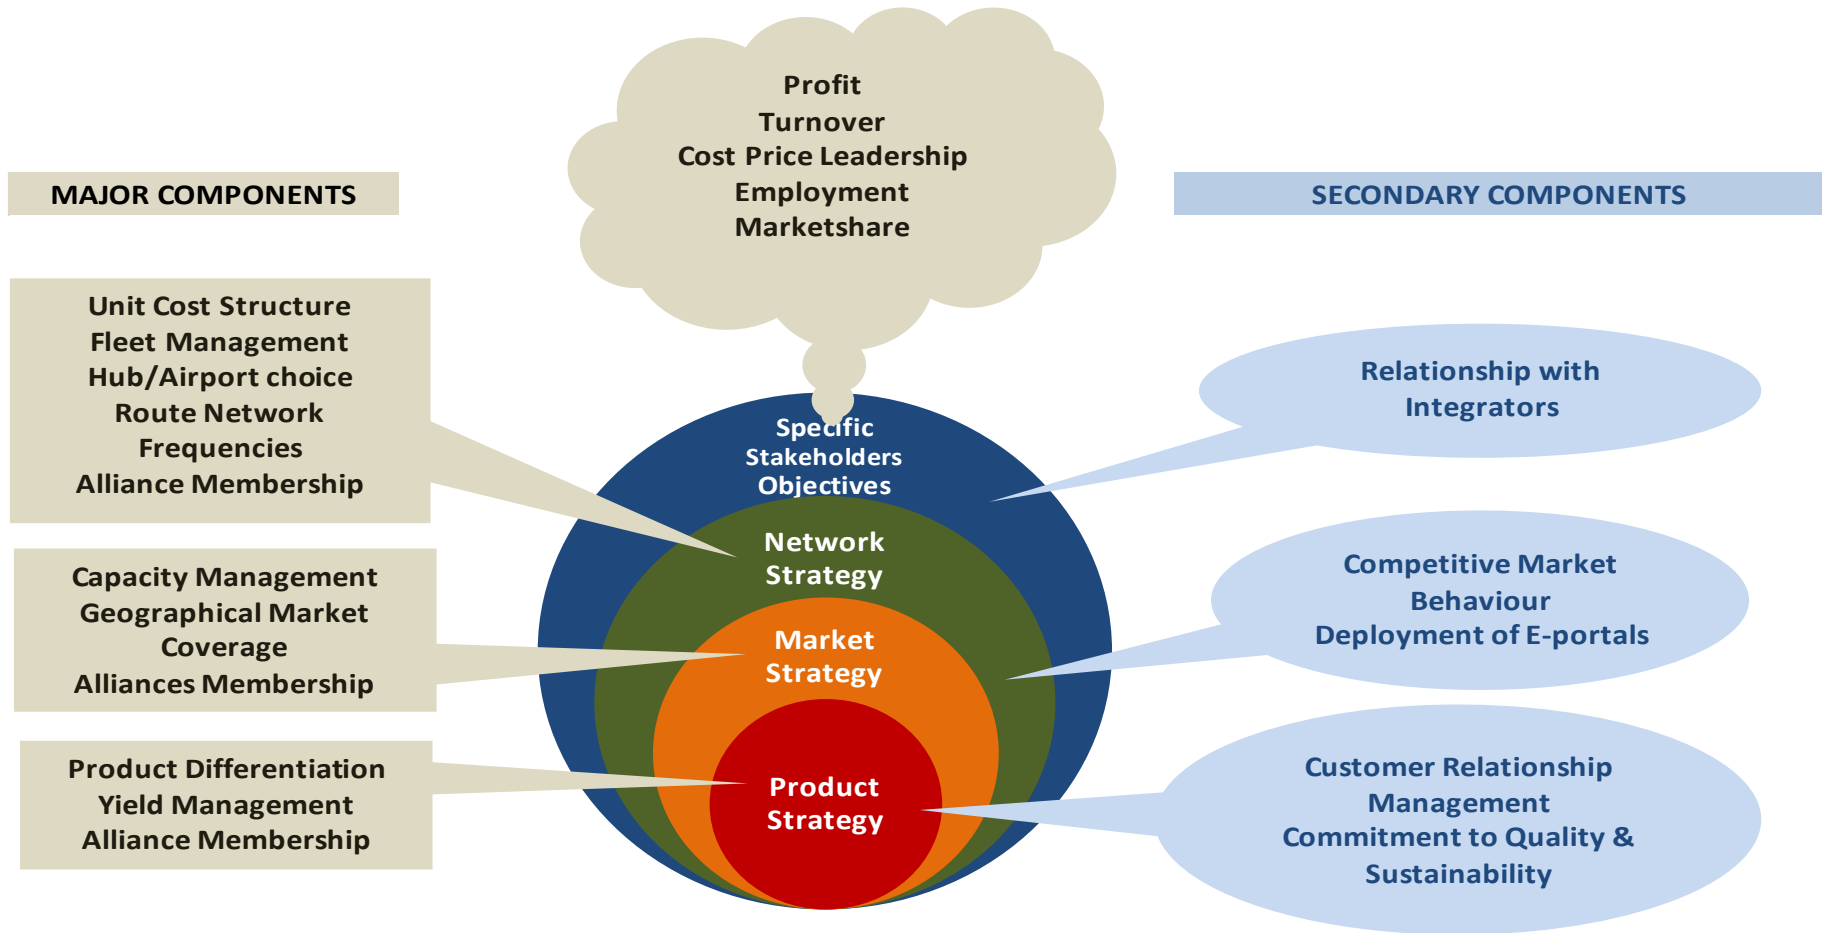 Profit
Turnover
Cost Price Leadership
Employment
Marketshare
MAJOR COMPONENTS
SECONDARY COMPONENTS
Unit Cost Structure
Fleet Management
Hub/Airport choice
Route Network
Frequencies
Alliance Membership
Capacity Management
Geographical Market
Coverage
Alliances Membership
Product Differentiation
Yield Management
Alliance Membership
Specific
Stakeholders
Objectives
Network
Strategy
Market
Strategy
Product
Strategy
Relationship with
Integrators
Competitive Market
Behaviour
Deployment of E-portals
Customer Relationship
Management
Commitment to Quality &
Sustainability